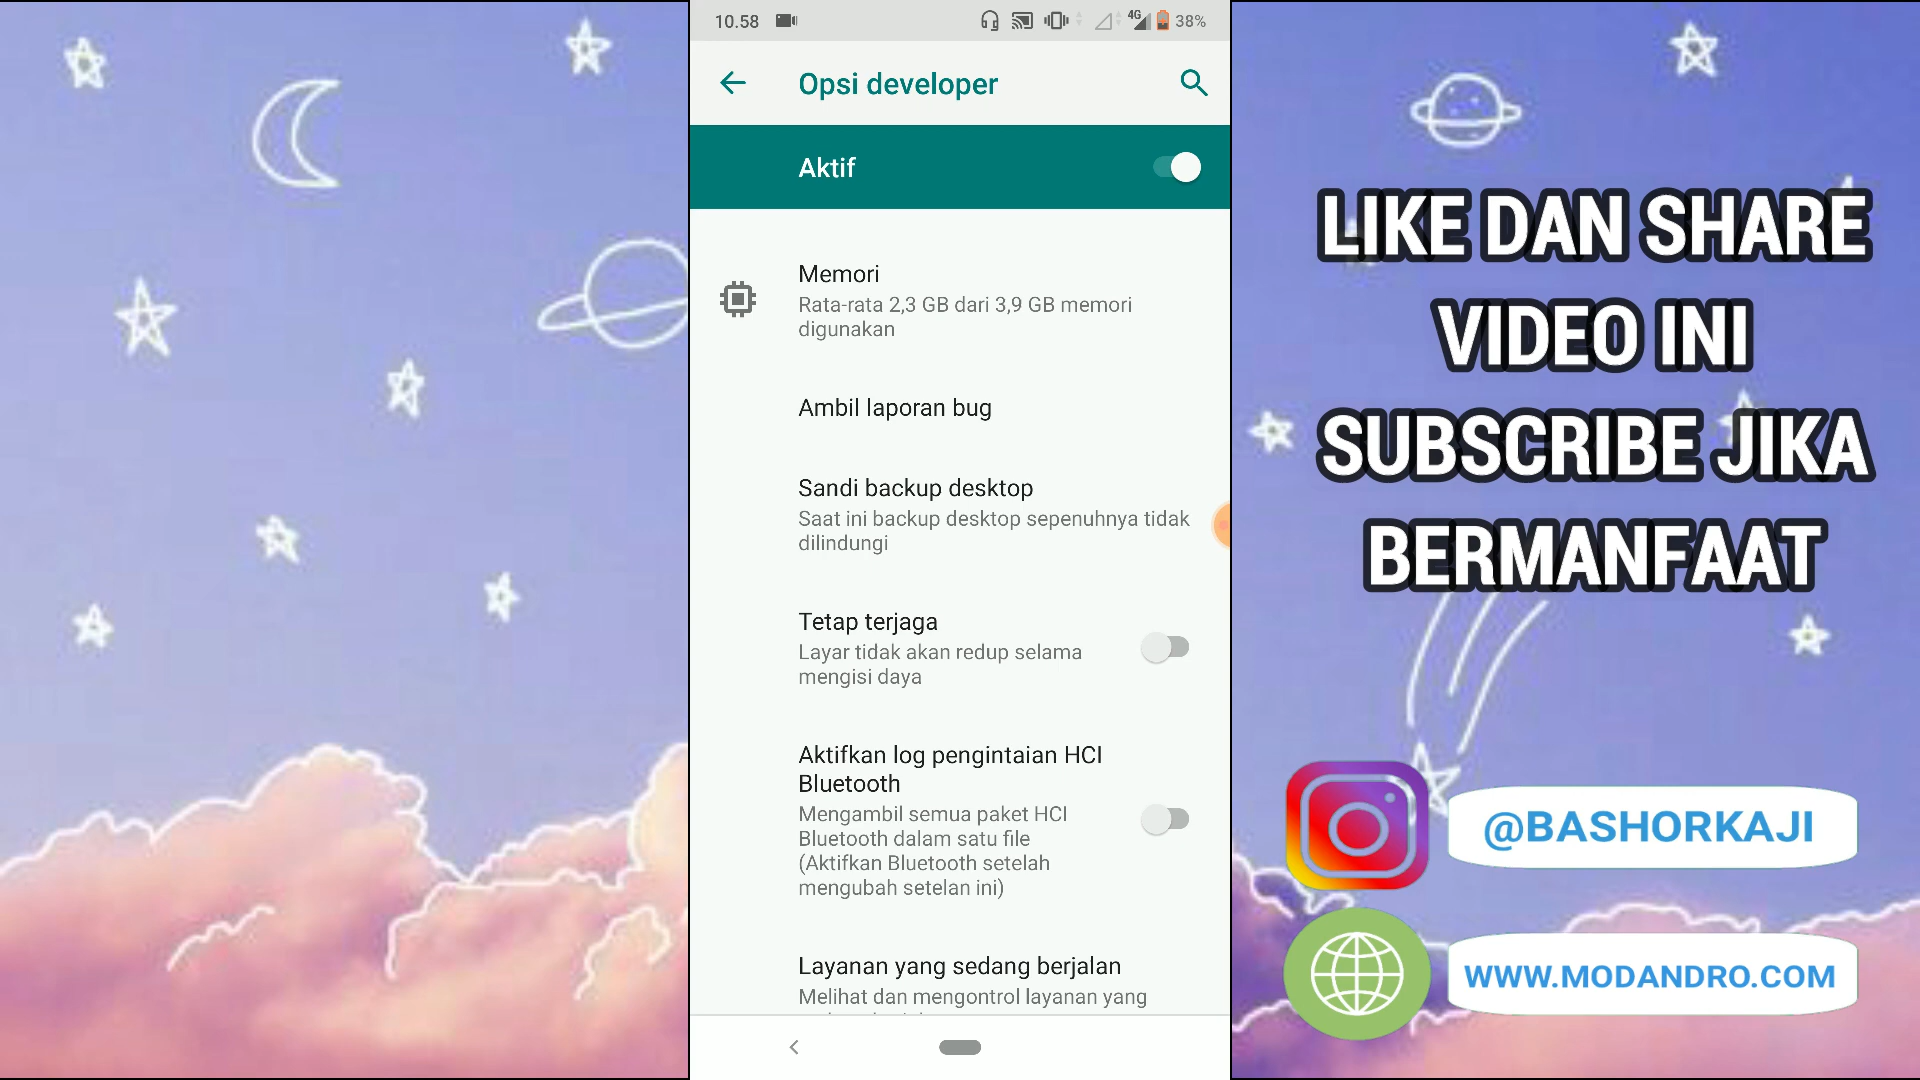 10.58
4G
38%
Opsi developer
Aktif
Memori
Rata-rata 2,3 GB dari 3,9 GB memori
digunakan
Ambil laporan bug
Sandi backup desktop
Saat ini backup desktop sepenuhnya tidak
dilindungi
Tetap terjaga
Layar tidak akan redup selama
mengisi daya
Aktifkan log pengintaian HCI
Bluetooth
Mengambil semua paket HCI
Bluetooth dalam satu file
(Aktifkan Bluetooth setelah
mengubah setelan ini)
Layanan yang sedang berjalan
Melihat dan mengontrol layanan yang
LIKE DAN SHARE
VIDEO INI
SUBSCRIBE JIKA
BERMANFAAT
@BASHORKAJI
WWW.MODANDRO.COM